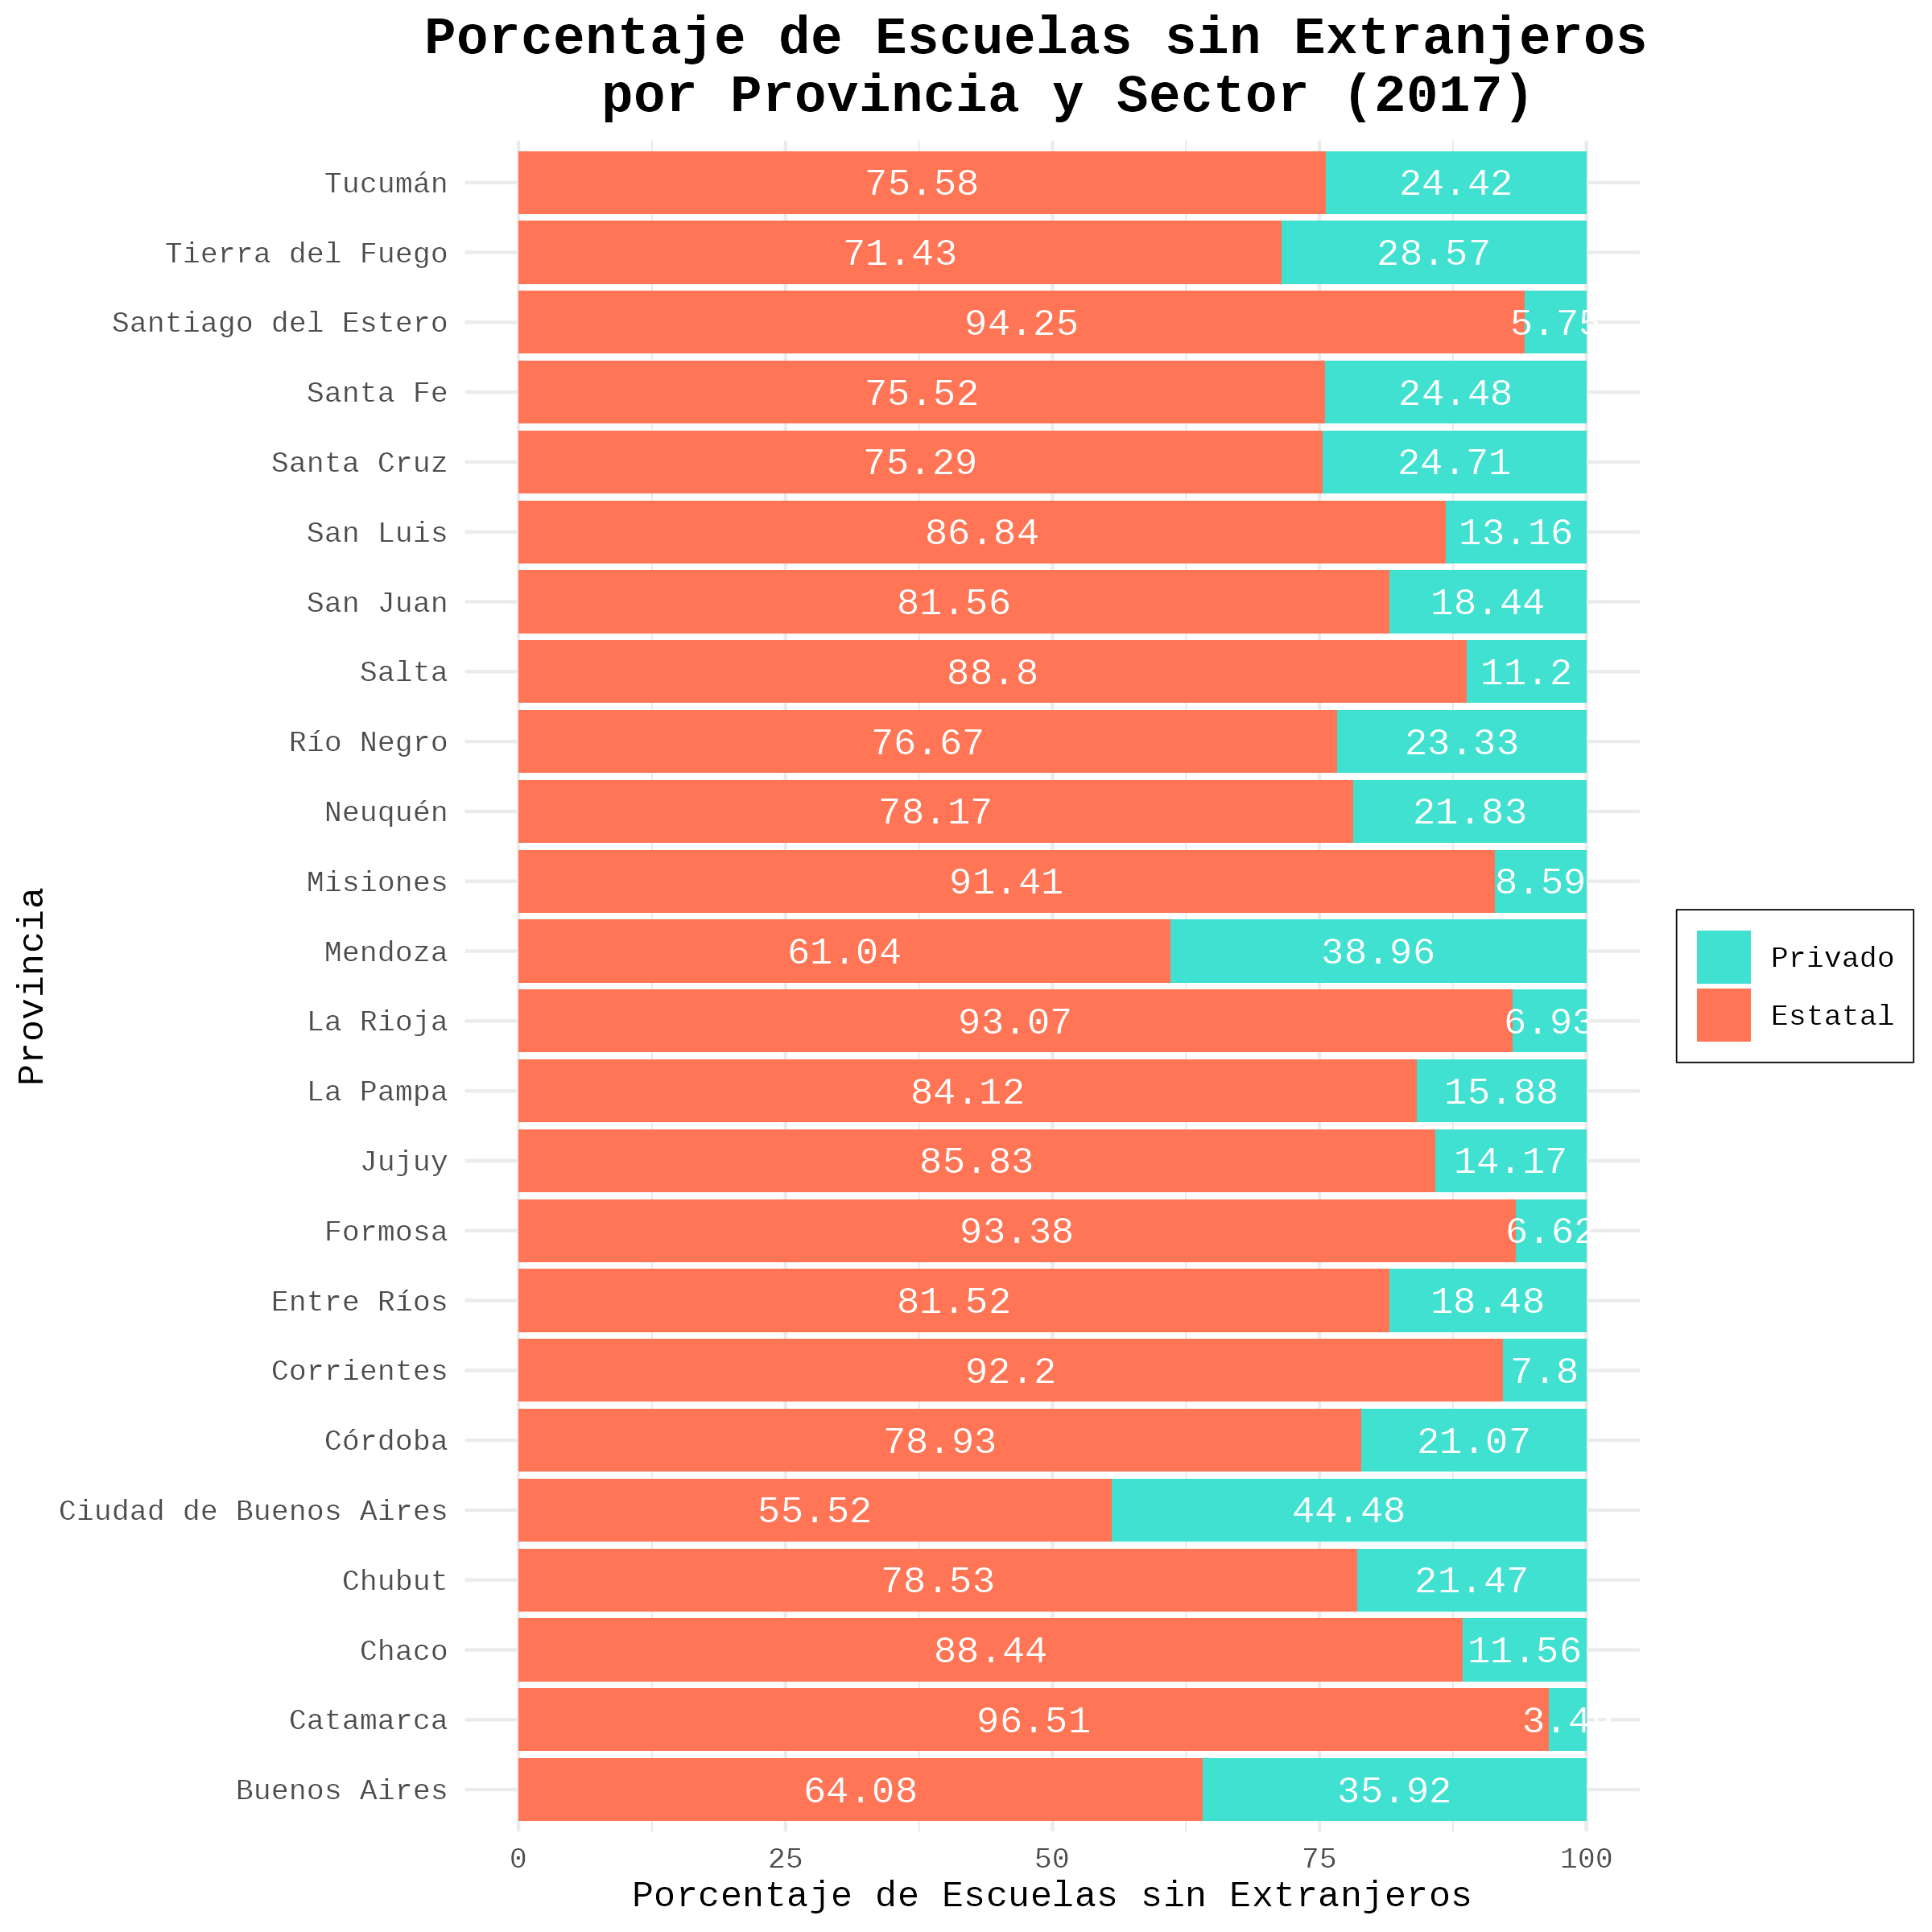 Porcentaje de Escuelas sin Extranjeros
por Provincia y Sector (2017)
Tucumán 75.58 24.42
Tierra del Fuego 71.43 28.57
Santiago del Estero 94.25 5.75
Santa Fe 75.52 24.48
Santa Cruz 75.29 24.71
San Luis 86.84 13.16
San Juan 81.56 18.44
Salta 88.8 11.2
Río Negro 76.67 23.33
Neuquén 78.17 21.83
Misiones 91.41 8.59
Mendoza 61.04 38.96
La Rioja 93.07 6.93
La Pampa 84.12 15.88
Jujuy 85.83 14.17
Formosa 93.38 6.62
Entre Ríos 81.52 18.48
Corrientes 92.2 7.8
Córdoba 78.93 21.07
Ciudad de Buenos Aires 55.52 44.48
Chubut 78.53 21.47
Chaco 88.44 11.56
Catamarca 96.51
Buenos Aires 64.08 35.92
0 25 50 75 100
Porcentaje de Escuelas sin Extranjeros
Provincia
Privado
Estatal